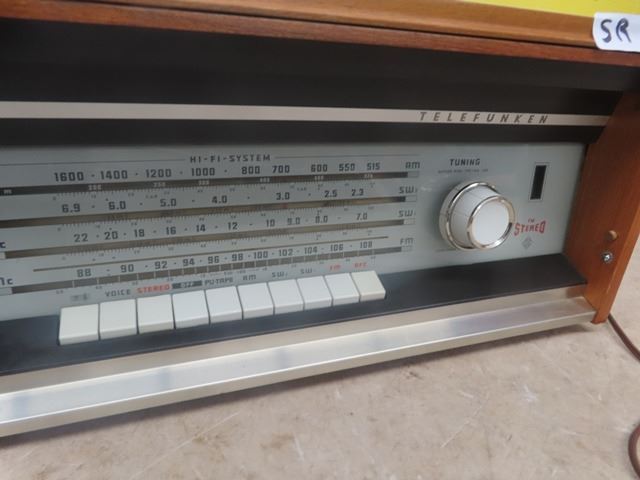 SR
TELEFUNKEN
HI-FI-SYSTEM
1600 · 1400 · 1200 · 1000 · 800 700 600 550 515 AM
TUNING
6.9 · 6.0 · 5.0 · 4.0 · 3.0 · 2.5 2.3 SW
22 · 20 · 18 · 16 · 14 · 12 · 10 9.0 8.0 · 7.0 SW
88 · 90 · 92 · 94 · 96 · 98 · 100 · 102 · 104 · 106 · 108 FM
FM
STEREO
VOICE STEREO OFF PU-TAPE AM SW SW FM AFC